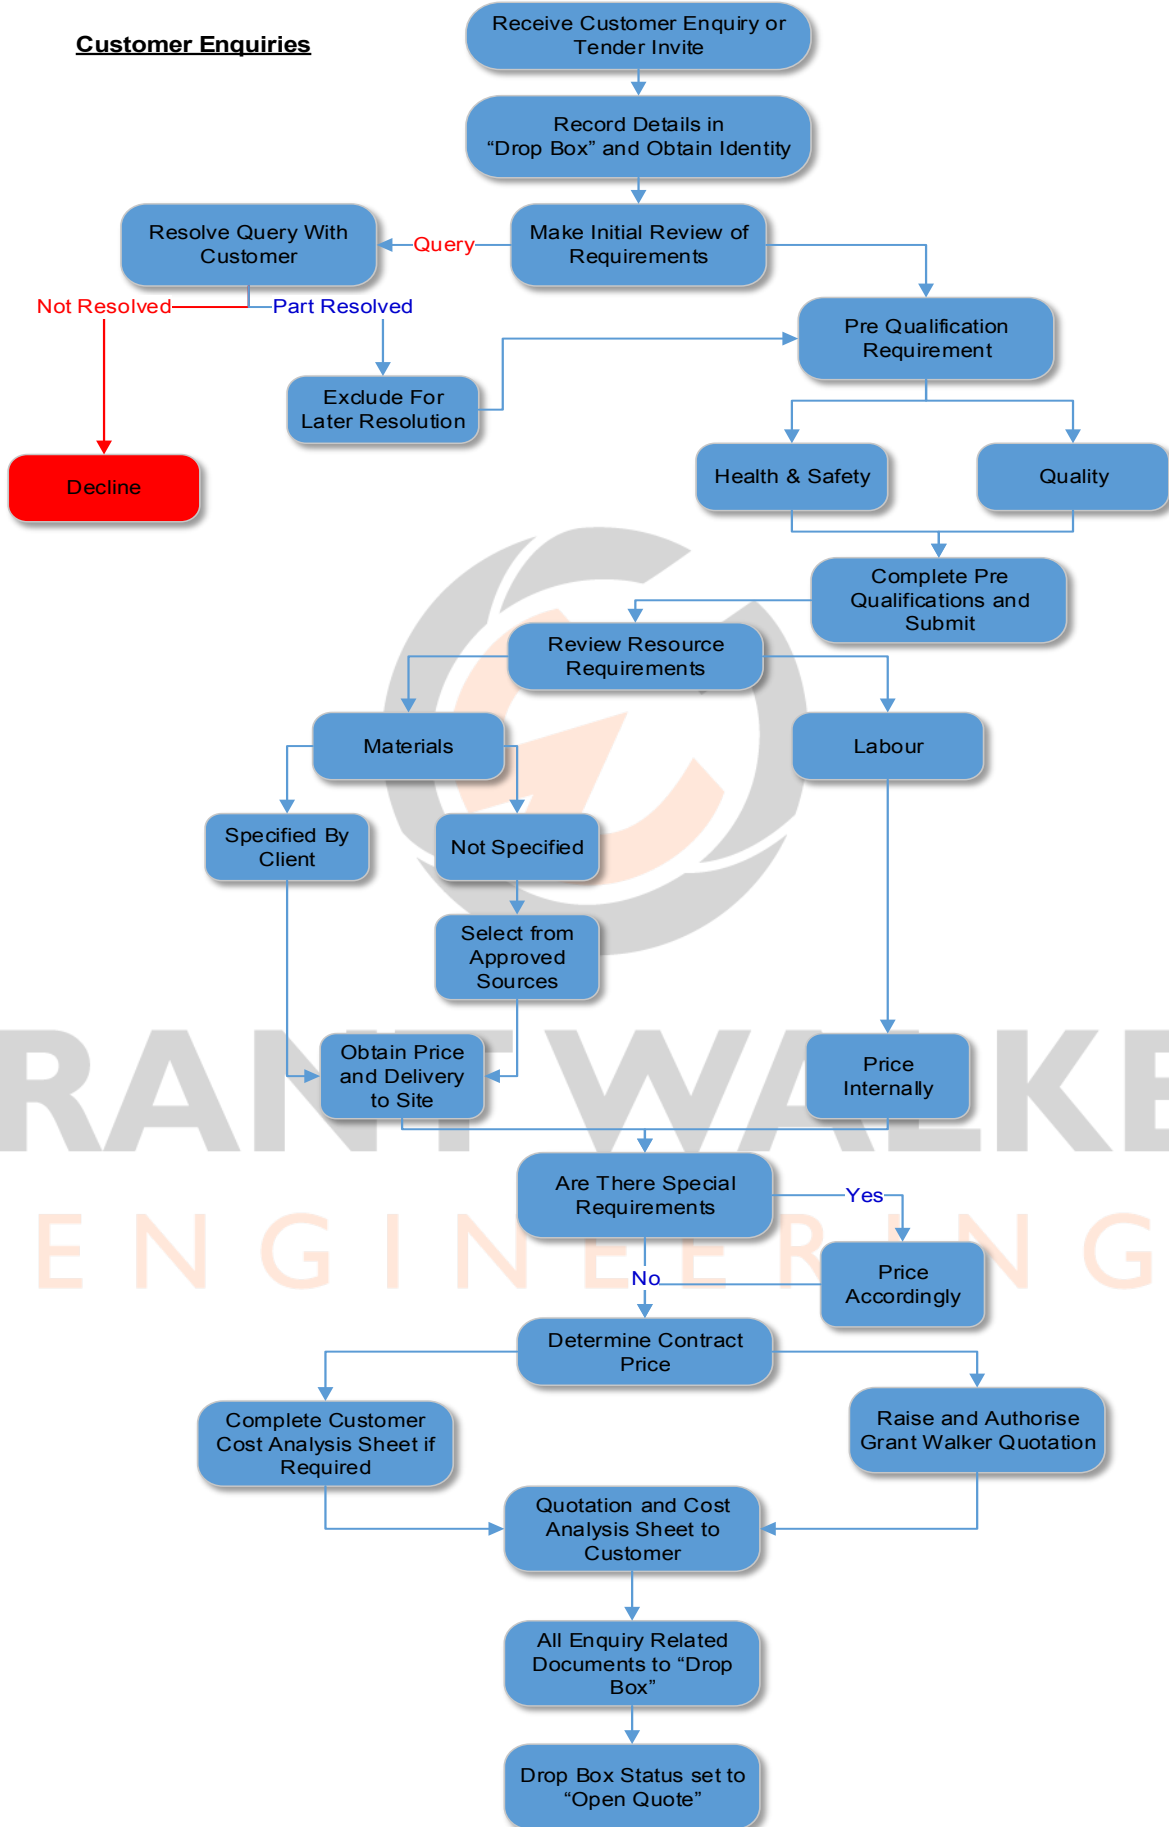 Customer Enquiries
Receive Customer Enquiry or
Tender Invite
Record Details in
“Drop Box” and Obtain Identity
Resolve Query With
Customer
Query
Make Initial Review of
Requirements
Not Resolved
Part Resolved
Pre Qualification
Requirement
Exclude For
Later Resolution
Decline
Health & Safety
Quality
Complete Pre
Qualifications and
Submit
Review Resource
Requirements
Materials
Labour
Specified By
Client
Not Specified
Select from
Approved
Sources
Obtain Price
and Delivery
to Site
Price
Internally
RANT WALKE
ENGINEERING
Are There Special
Requirements
Yes
No
Price
Accordingly
Determine Contract
Price
Complete Customer
Cost Analysis Sheet if
Required
Raise and Authorise
Grant Walker Quotation
Quotation and Cost
Analysis Sheet to
Customer
All Enquiry Related
Documents to “Drop
Box”
Drop Box Status set to
“Open Quote”